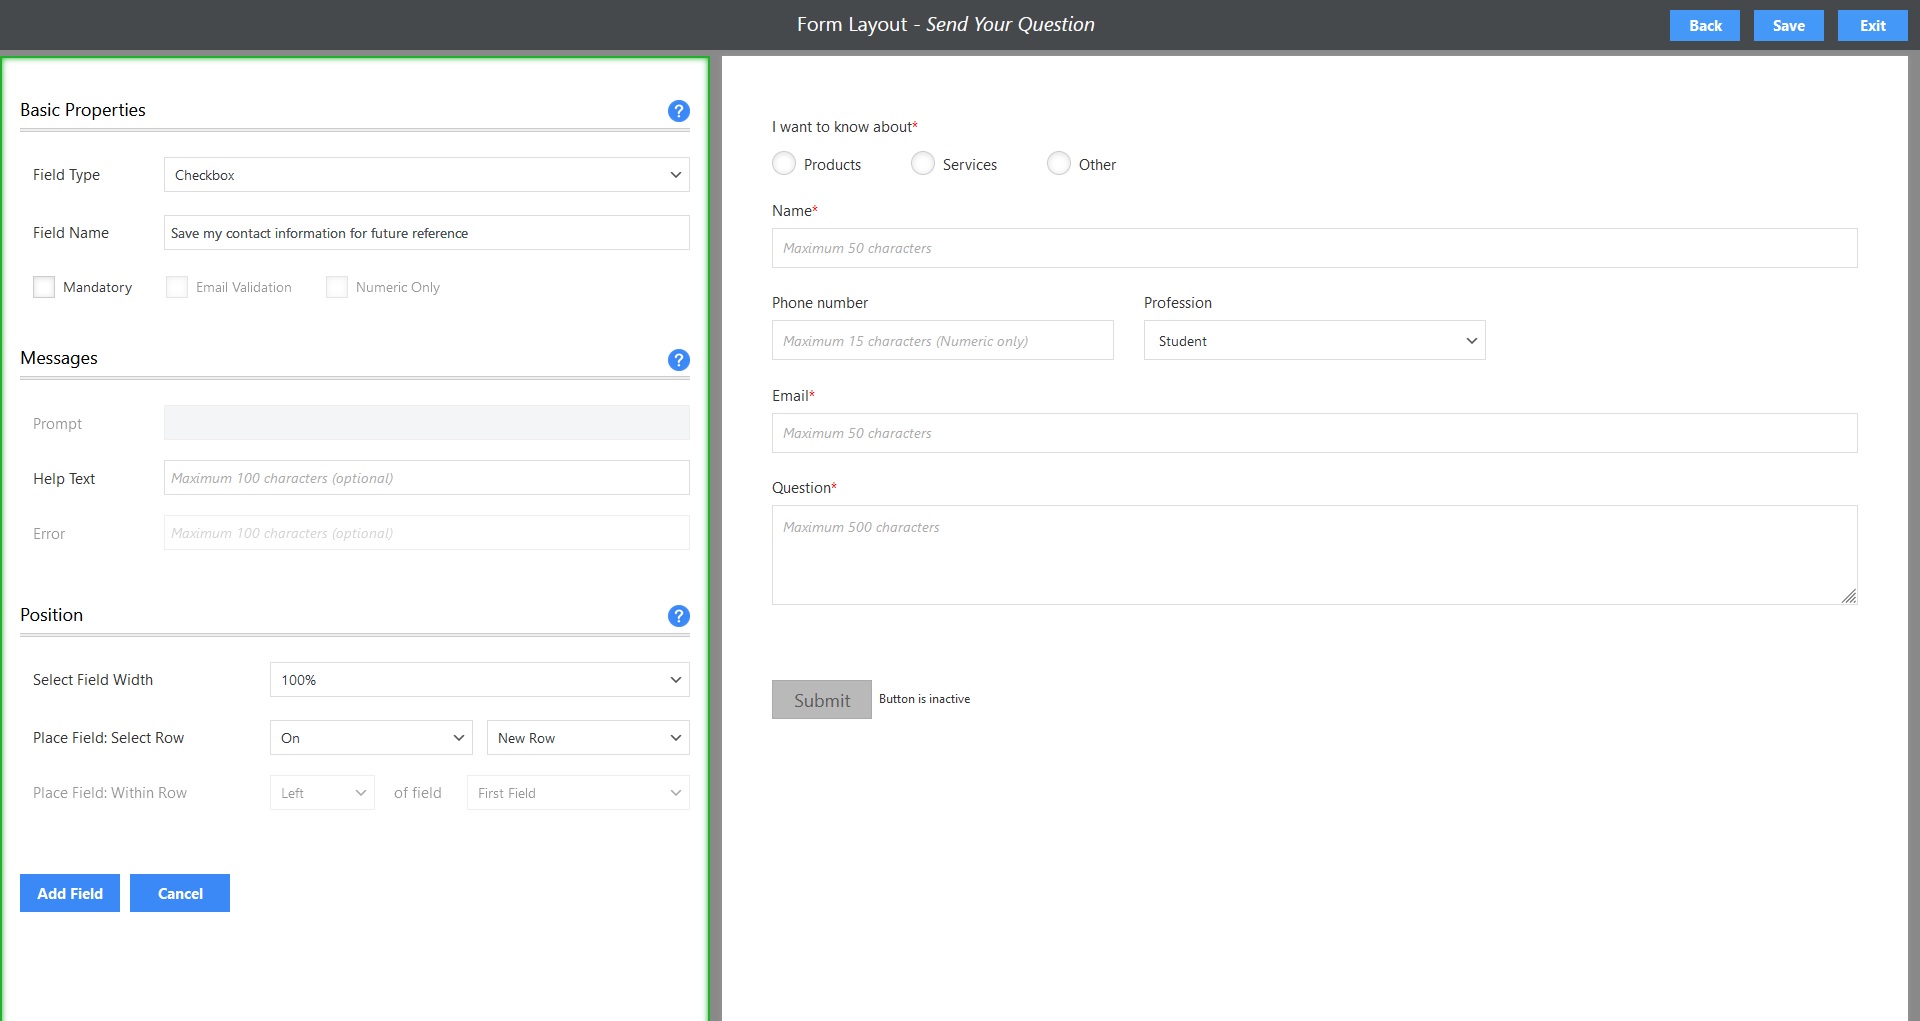 Form Layout - Send Your Question
Back
Save
Exit
Basic Properties
?
Field Type
Checkbox
Field Name
Save my contact information for future reference
Mandatory
Email Validation
Numeric Only
Messages
?
Prompt
Help Text
Maximum 100 characters (optional)
Error
Maximum 100 characters (optional)
Position
?
Select Field Width
100%
Place Field: Select Row
On
New Row
Place Field: Within Row
Left
of field
First Field
Add Field
Cancel
I want to know about*
Products
Services
Other
Name*
Maximum 50 characters
Phone number
Profession
Maximum 15 characters (Numeric only)
Student
Email*
Maximum 50 characters
Question*
Maximum 500 characters
Submit
Button is inactive